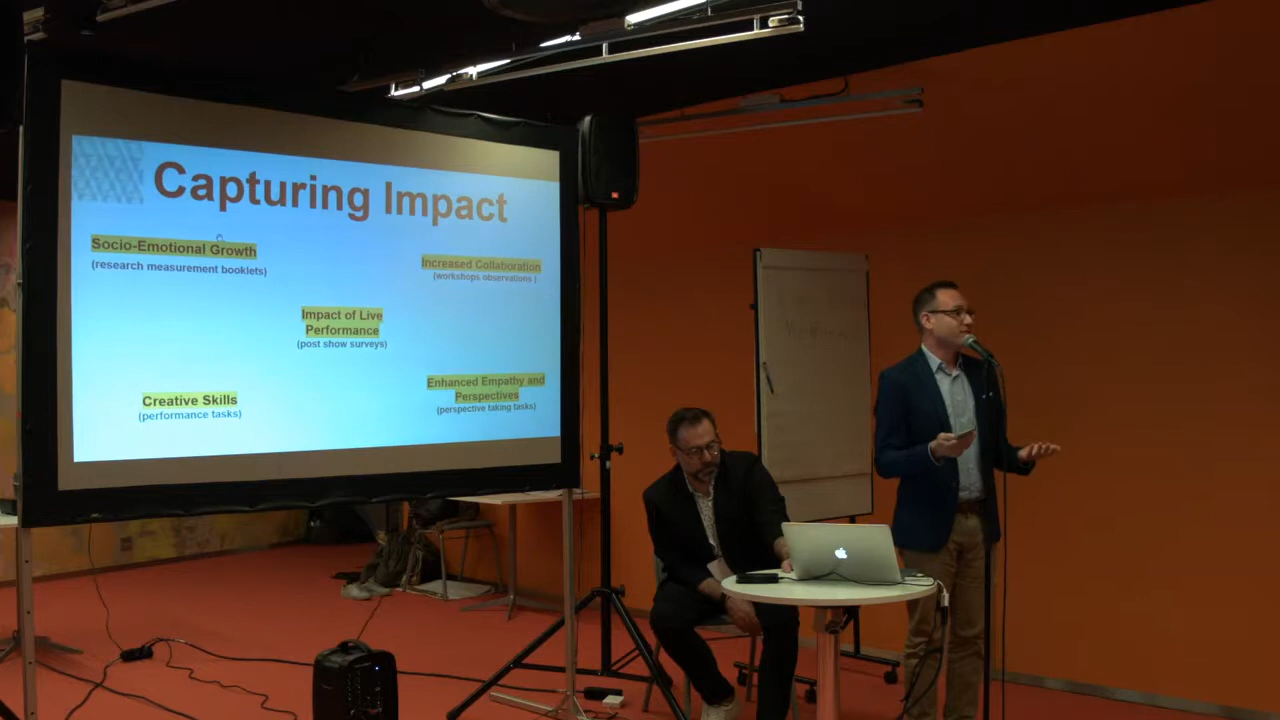 Capturing Impact
Socio-Emotional Growth
(research measurement booklets)
Increased Collaboration
(workshops observations )
Impact of Live
Performance
(post show surveys)
Creative Skills
(performance tasks)
Enhanced Empathy and
Perspectives
(perspective taking tasks)